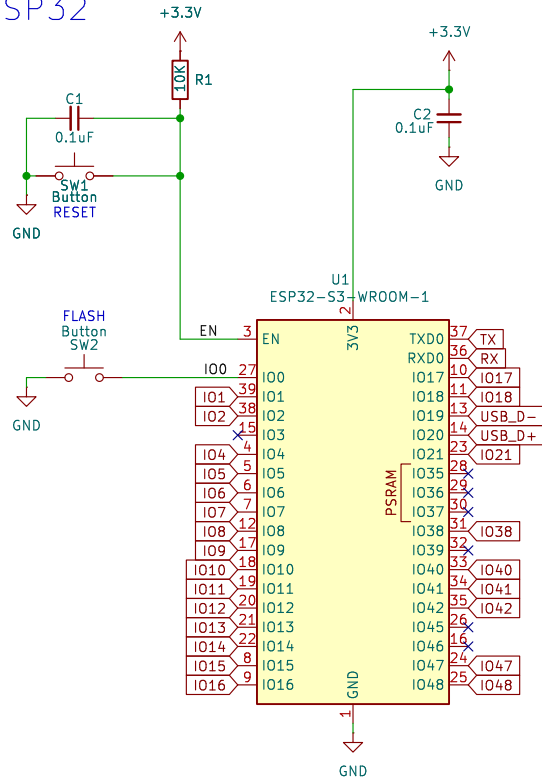 SP32
+3.3V
+3.3V
10K R1
C1
0.1uF
C2
0.1uF
SW1
Button
RESET
GND
GND
U1
ESP32-S3-WROOM-1
FLASH
Button
SW2
GND
2
3V3
EN 3 EN
IO0 27 IO0
IO1 39 IO1
IO2 38 IO2
15 IO3
IO4 4 IO4
IO5 5 IO5
IO6 6 IO6
IO7 7 IO7
IO8 12 IO8
IO9 17 IO9
IO10 18 IO10
IO11 19 IO11
IO12 20 IO12
IO13 21 IO13
IO14 22 IO14
IO15 8 IO15
IO16 9 IO16
TXD0 37 TX
RXD0 36 RX
IO17 10 IO17
IO18 11 IO18
IO19 13 USB_D-
IO20 14 USB_D+
IO21 23 IO21
PSRAM
IO35 28
IO36 29
IO37 30
IO38 31 IO38
IO39 32
IO40 33 IO40
IO41 34 IO41
IO42 35 IO42
IO45 26
IO46 16
IO47 24 IO47
IO48 25 IO48
GND
1
GND